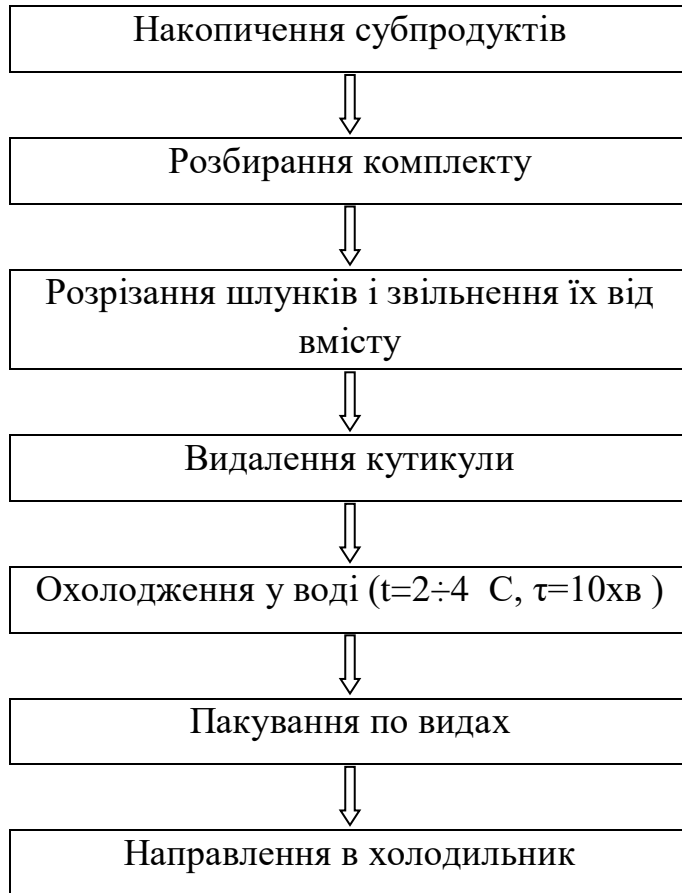 Накопичення субпродуктів
Розбирання комплекту
Розрізання шлунків і звільнення їх від
вмісту
Видалення кутикули
Охолодження у воді (t=2÷4  С, τ=10хв )
Пакування по видах
Направлення в холодильник